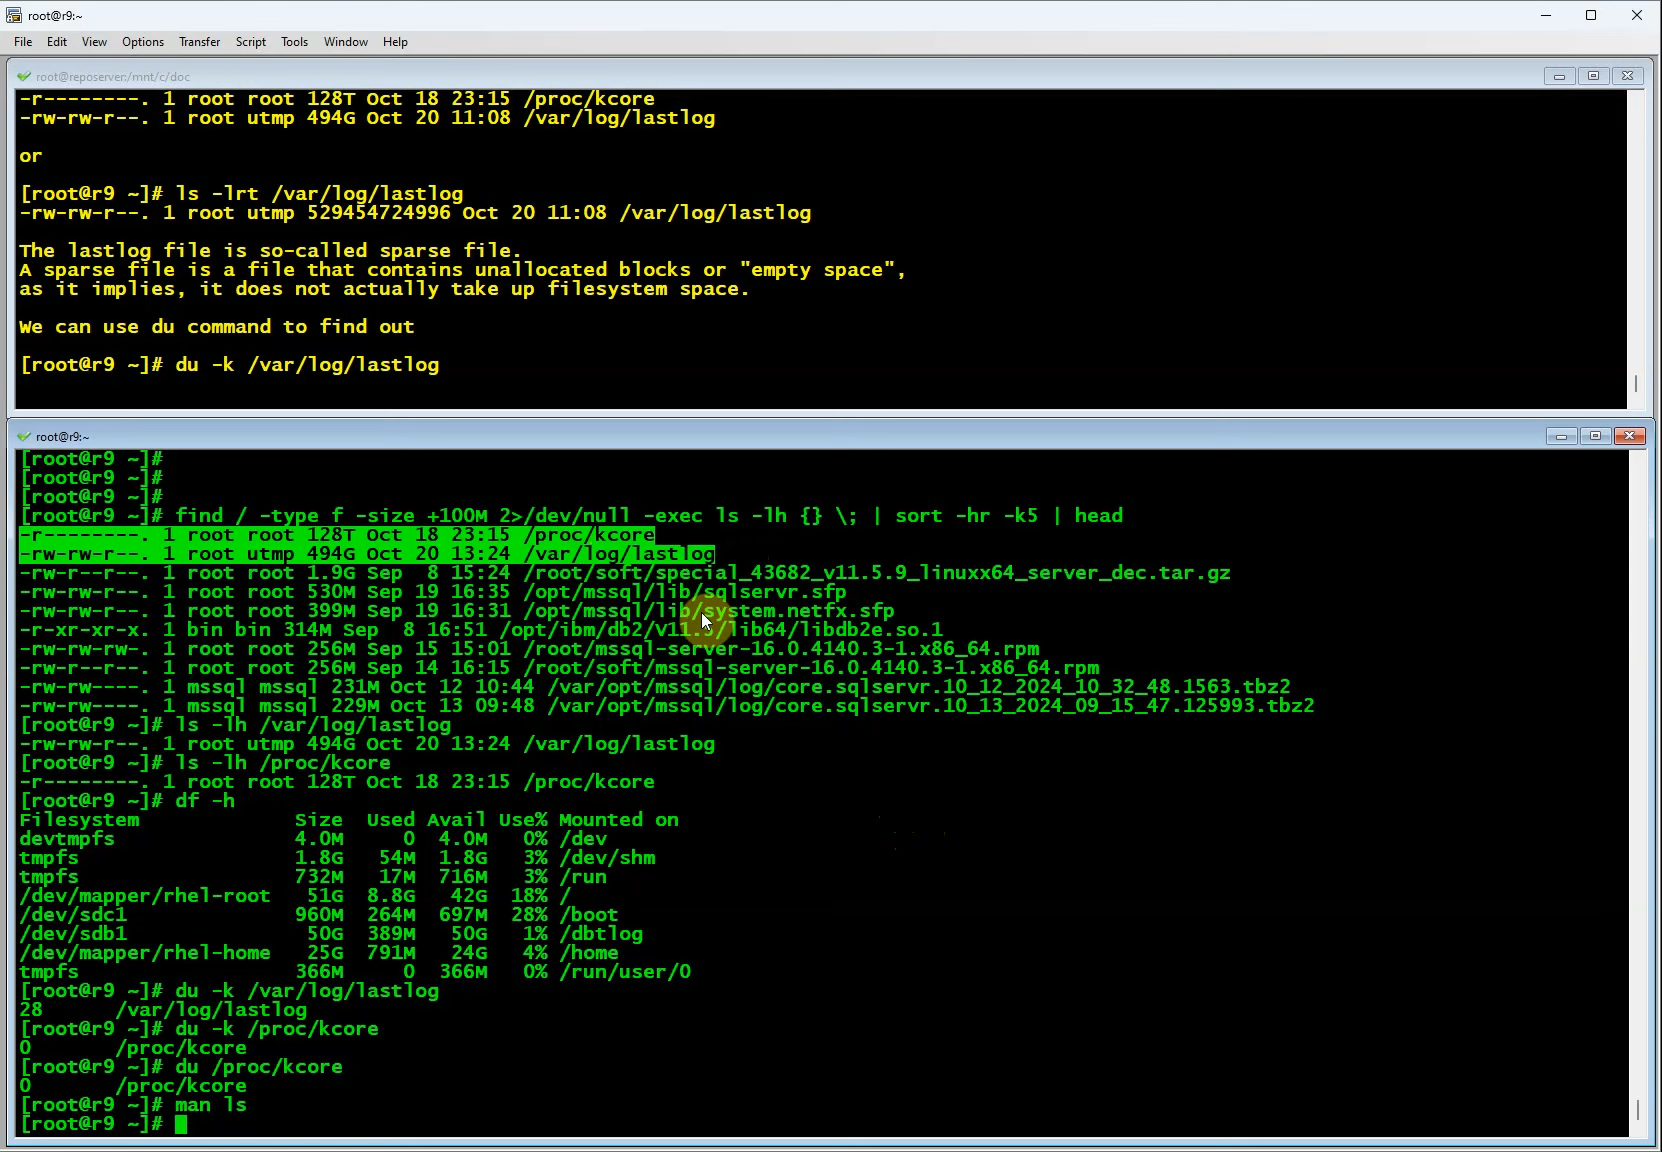 root@r9:~
File Edit View Options Transfer Script Tools Window Help
root@reposerver:/mnt/c/doc
-r--------. 1 root root 128T Oct 18 23:15 /proc/kcore
-rw-rw-r--. 1 root utmp 494G Oct 20 11:08 /var/log/lastlog
or
[root@r9 ~]# ls -lrt /var/log/lastlog
-rw-rw-r--. 1 root utmp 529454724996 Oct 20 11:08 /var/log/lastlog
The lastlog file is so-called sparse file.
A sparse file is a file that contains unallocated blocks or "empty space",
as it implies, it does not actually take up filesystem space.
We can use du command to find out
[root@r9 ~]# du -k /var/log/lastlog
root@r9:~
[root@r9 ~]#
[root@r9 ~]#
[root@r9 ~]#
[root@r9 ~]# find / -type f -size +100M 2>/dev/null -exec ls -lh {} \; | sort -hr -k5 | head
-r--------. 1 root root 128T Oct 18 23:15 /proc/kcore
-rw-rw-r--. 1 root utmp 494G Oct 20 13:24 /var/log/lastlog
-rw-r--r--. 1 root root 1.9G Sep  8 15:24 /root/soft/special_43682_v11.5.9_linuxx64_server_dec.tar.gz
-rw-r--r--. 1 root root 530M Sep 19 16:35 /opt/mssql/lib/sqlservr.sfp
-rw-rw-r--. 1 root root 399M Sep 19 16:31 /opt/mssql/lib/system.netfx.sfp
-r-xr-xr-x. 1 bin bin 314M Sep  8 16:51 /opt/ibm/db2/v11.5/lib64/libdb2e.so.1
-rw-rw-rw-. 1 root root 256M Sep 15 15:01 /root/mssql-server-16.0.4140.3-1.x86_64.rpm
-rw-r--r--. 1 root root 256M Sep 14 16:15 /root/soft/mssql-server-16.0.4140.3-1.x86_64.rpm
-rw-rw----. 1 mssql mssql 231M Oct 12 10:44 /var/opt/mssql/log/core.sqlservr.10_12_2024_10_32_48.1563.tbz2
-rw-rw----. 1 mssql mssql 229M Oct 13 09:48 /var/opt/mssql/log/core.sqlservr.10_13_2024_09_15_47.125993.tbz2
[root@r9 ~]# ls -lh /var/log/lastlog
-rw-rw-r--. 1 root utmp 494G Oct 20 13:24 /var/log/lastlog
[root@r9 ~]# ls -lh /proc/kcore
-r--------. 1 root root 128T Oct 18 23:15 /proc/kcore
[root@r9 ~]# df -h
Filesystem             Size  Used Avail Use% Mounted on
devtmpfs               4.0M     0  4.0M   0% /dev
tmpfs                  1.8G   54M  1.8G   3% /dev/shm
tmpfs                  732M   17M  716M   3% /run
/dev/mapper/rhel-root   51G  8.8G   42G  18% /
/dev/sdc1              960M  264M  697M  28% /boot
/dev/sdb1               50G  389M   50G   1% /dbtlog
/dev/mapper/rhel-home   25G  791M   24G   4% /home
tmpfs                  366M     0  366M   0% /run/user/0
[root@r9 ~]# du -k /var/log/lastlog
28      /var/log/lastlog
[root@r9 ~]# du -k /proc/kcore
0       /proc/kcore
[root@r9 ~]# du /proc/kcore
0       /proc/kcore
[root@r9 ~]# man ls
[root@r9 ~]#